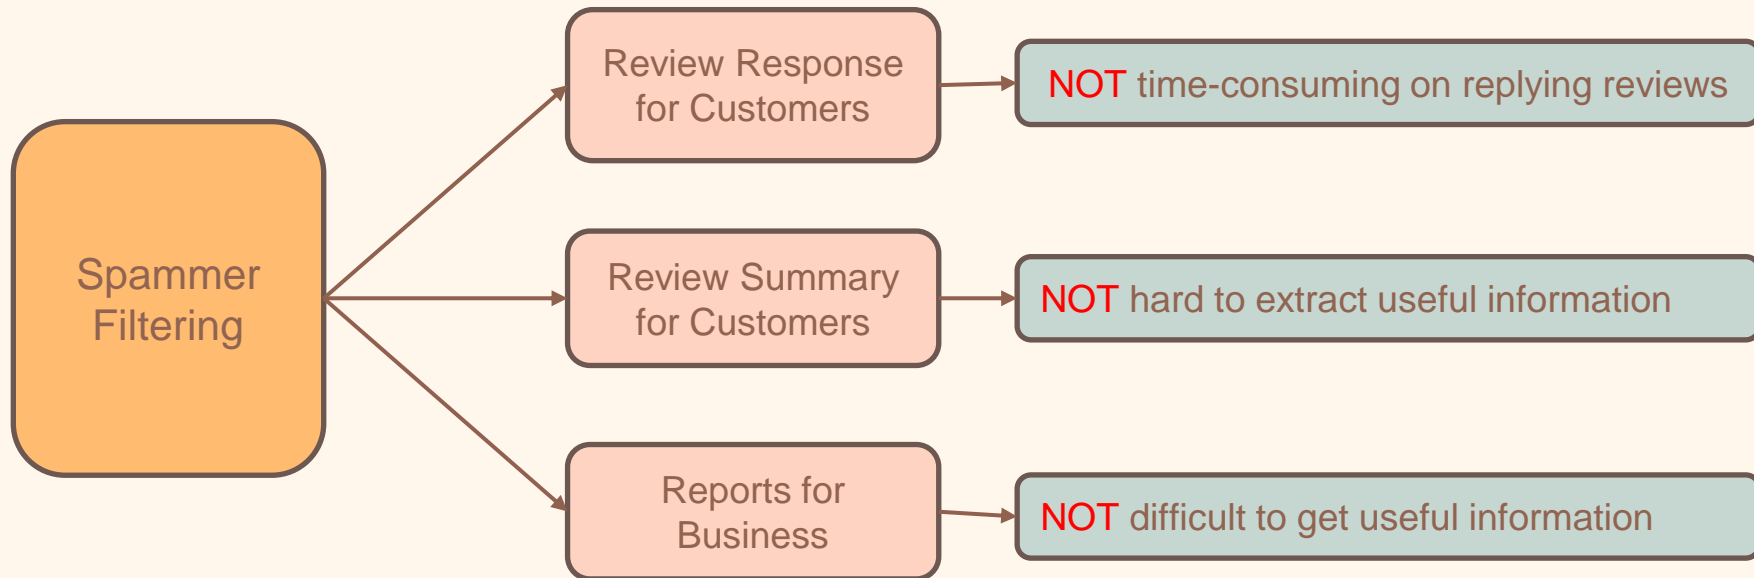 Spammer
Filtering
Review Response
for Customers
NOT time-consuming on replying reviews
Review Summary
for Customers
NOT hard to extract useful information
Reports for
Business
NOT difficult to get useful information